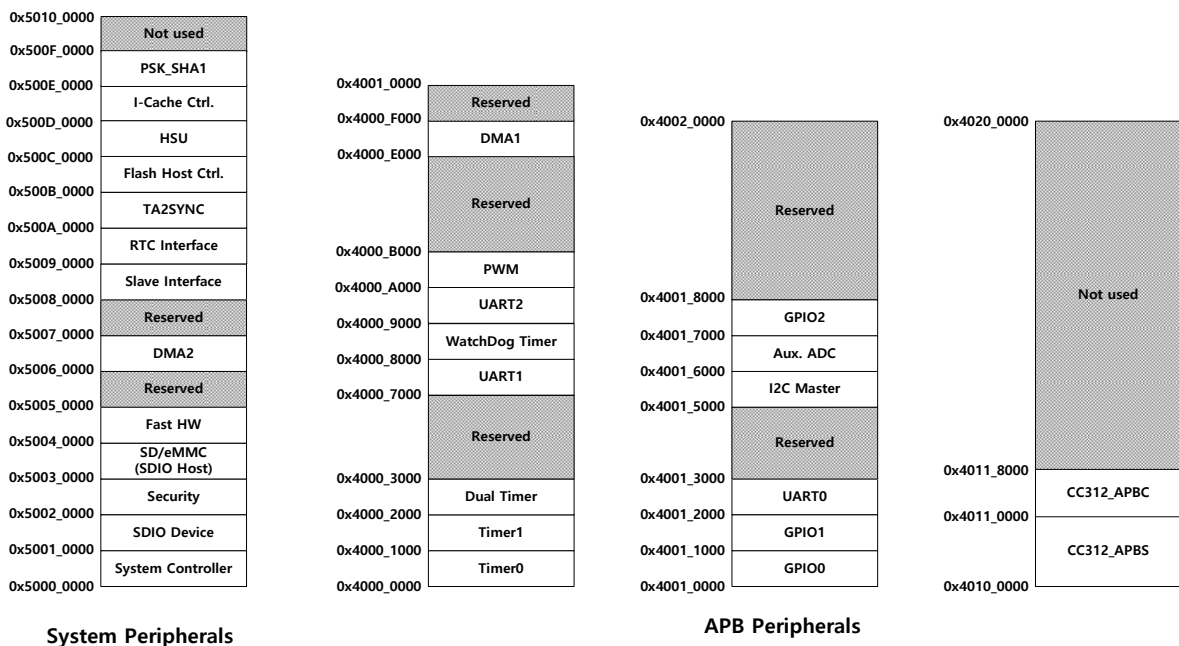 0x5010_0000
Not used
0x500F_0000
PSK_SHA1
0x500E_0000
I-Cache Ctrl.
0x500D_0000
HSU
0x500C_0000
Flash Host Ctrl.
0x500B_0000
TA2SYNC
0x500A_0000
RTC Interface
0x5009_0000
Slave Interface
0x5008_0000
Reserved
0x5007_0000
DMA2
0x5006_0000
Reserved
0x5005_0000
Fast HW
0x5004_0000
SD/eMMC
(SDIO Host)
0x5003_0000
Security
0x5002_0000
SDIO Device
0x5001_0000
System Controller
0x5000_0000
System Peripherals
0x4001_0000
Reserved
0x4000_F000
DMA1
0x4000_E000
Reserved
0x4000_B000
PWM
0x4000_A000
UART2
0x4000_9000
WatchDog Timer
0x4000_8000
UART1
0x4000_7000
Reserved
0x4000_3000
Dual Timer
0x4000_2000
Timer1
0x4000_1000
Timer0
0x4000_0000
0x4002_0000
Reserved
0x4001_8000
GPIO2
0x4001_7000
Aux. ADC
0x4001_6000
I2C Master
0x4001_5000
Reserved
0x4001_3000
UART0
0x4001_2000
GPIO1
0x4001_1000
GPIO0
0x4001_0000
APB Peripherals
0x4020_0000
Not used
0x4011_8000
CC312_APBC
0x4011_0000
CC312_APBS
0x4010_0000